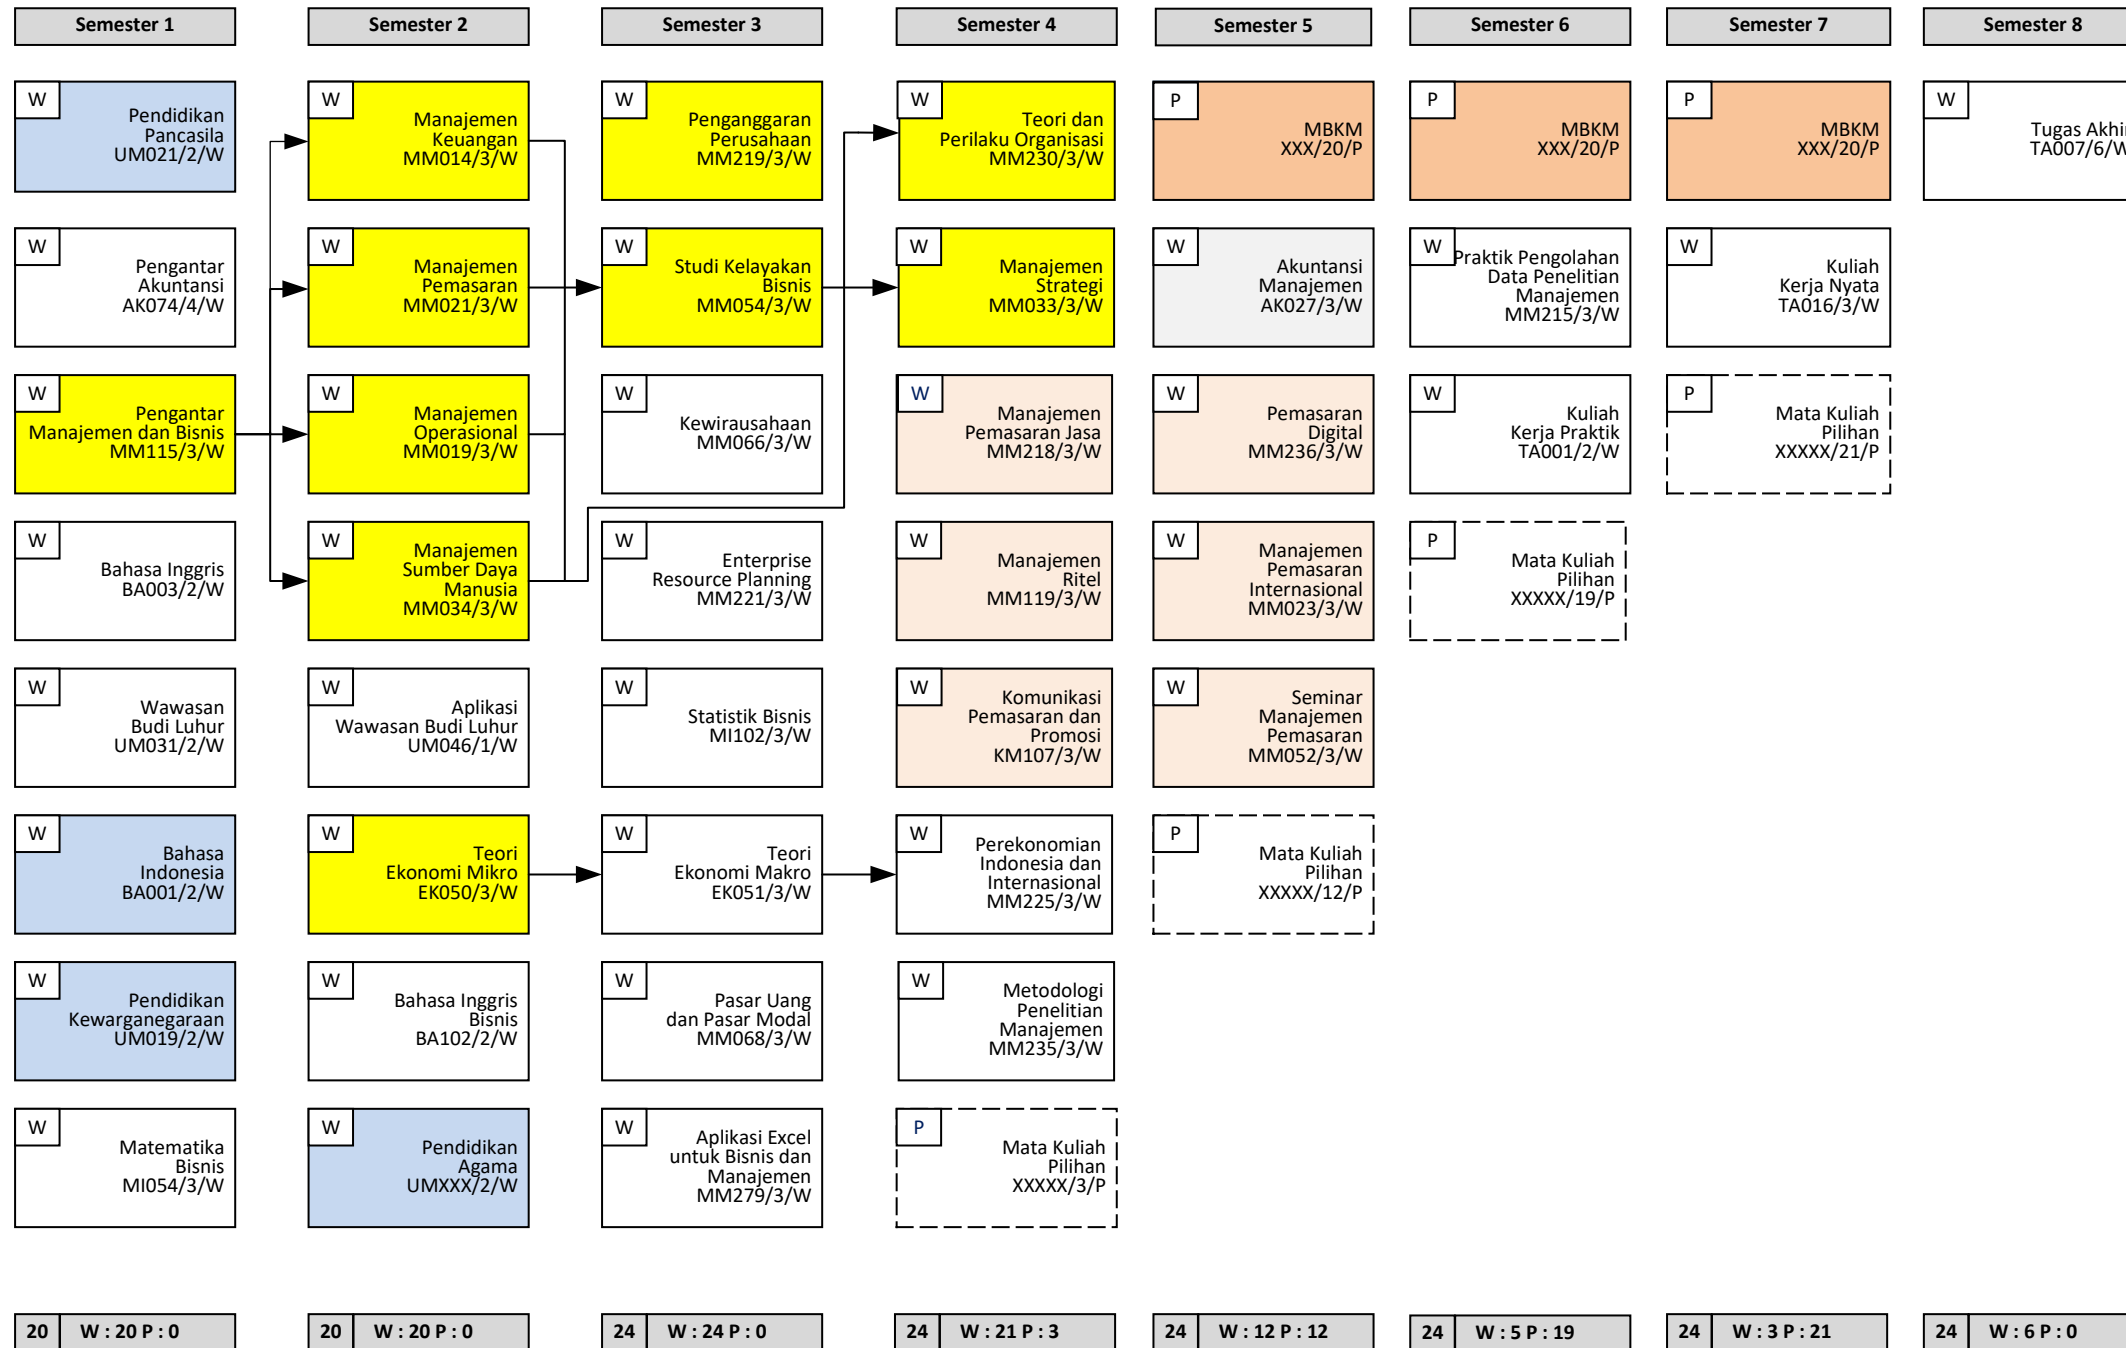 Semester 1
Semester 2
Semester 3
Semester 4
Semester 5
Semester 6
Semester 7
Semester 8
W
Pendidikan
Pancasila
UM021/2/W
W
Manajemen
Keuangan
MM014/3/W
W
Penganggaran
Perusahaan
MM219/3/W
W
Teori dan
Perilaku Organisasi
MM230/3/W
P
MBKM
XXX/20/P
P
MBKM
XXX/20/P
P
MBKM
XXX/20/P
W
Tugas Akhir
TA007/6/W
W
Pengantar
Akuntansi
AK074/4/W
W
Manajemen
Pemasaran
MM021/3/W
W
Studi Kelayakan
Bisnis
MM054/3/W
W
Manajemen
Strategi
MM033/3/W
W
Akuntansi
Manajemen
AK027/3/W
W
Praktik Pengolahan
Data Penelitian
Manajemen
MM215/3/W
W
Kuliah
Kerja Nyata
TA016/3/W
W
Pengantar
Manajemen dan Bisnis
MM115/3/W
W
Manajemen
Operasional
MM019/3/W
W
Kewirausahaan
MM066/3/W
W
Manajemen
Pemasaran Jasa
MM218/3/W
W
Pemasaran
Digital
MM236/3/W
W
Kuliah
Kerja Praktik
TA001/2/W
P
Mata Kuliah
Pilihan
XXXXX/21/P
W
Bahasa Inggris
BA003/2/W
W
Manajemen
Sumber Daya
Manusia
MM034/3/W
W
Enterprise
Resource Planning
MM221/3/W
W
Manajemen
Ritel
MM119/3/W
W
Manajemen
Pemasaran
Internasional
MM023/3/W
P
Mata Kuliah
Pilihan
XXXXX/19/P
W
Wawasan
Budi Luhur
UM031/2/W
W
Aplikasi
Wawasan Budi Luhur
UM046/1/W
W
Statistik Bisnis
MI102/3/W
W
Komunikasi
Pemasaran dan
Promosi
KM107/3/W
W
Seminar
Manajemen
Pemasaran
MM052/3/W
W
Bahasa
Indonesia
BA001/2/W
W
Teori
Ekonomi Mikro
EK050/3/W
W
Teori
Ekonomi Makro
EK051/3/W
W
Perekonomian
Indonesia dan
Internasional
MM225/3/W
P
Mata Kuliah
Pilihan
XXXXX/12/P
W
Pendidikan
Kewarganegaraan
UM019/2/W
W
Bahasa Inggris
Bisnis
BA102/2/W
W
Pasar Uang
dan Pasar Modal
MM068/3/W
W
Metodologi
Penelitian
Manajemen
MM235/3/W
W
Matematika
Bisnis
MI054/3/W
W
Pendidikan
Agama
UMXXX/2/W
W
Aplikasi Excel
untuk Bisnis dan
Manajemen
MM279/3/W
P
Mata Kuliah
Pilihan
XXXXX/3/P
20 W : 20 P : 0
20 W : 20 P : 0
24 W : 24 P : 0
24 W : 21 P : 3
24 W : 12 P : 12
24 W : 5 P : 19
24 W : 3 P : 21
24 W : 6 P : 0